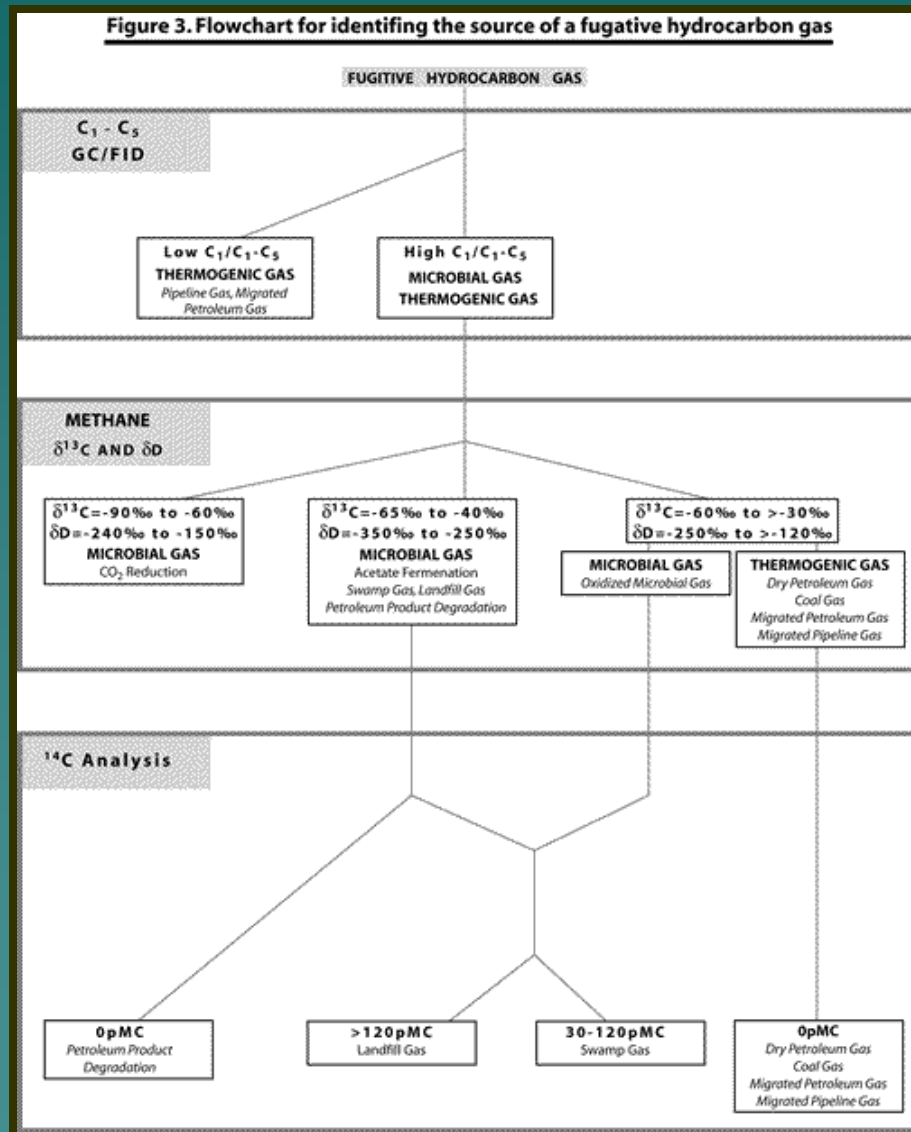 Figure 3. Flowchart for identifing the source of a fugative hydrocarbon gas
FUGITIVE HYDROCARBON GAS
C₁ - C₅
GC/FID
Low C₁/C₁-C₅
THERMOGENIC GAS
Pipeline Gas, Migrated
Petroleum Gas
High C₁/C₁-C₅
MICROBIAL GAS
THERMOGENIC GAS
METHANE
δ¹³C AND δD
δ¹³C=-90‰ to -60‰
δD=-240‰ to -150‰
MICROBIAL GAS
CO₂ Reduction
δ¹³C=-65‰ to -40‰
δD=-350‰ to -250‰
MICROBIAL GAS
Acetate Fermenation
Swamp Gas, Landfill Gas
Petroleum Product Degradation
δ¹³C=-60‰ to >-30‰
δD=-250‰ to >-120‰
MICROBIAL GAS
Oxidized Microbial Gas
THERMOGENIC GAS
Dry Petroleum Gas
Coal Gas
Migrated Petroleum Gas
Migrated Pipeline Gas
¹⁴C Analysis
0pMC
Petroleum Product
Degradation
>120pMC
Landfill Gas
30-120pMC
Swamp Gas
0pMC
Dry Petroleum Gas
Coal Gas
Migrated Petroleum Gas
Migrated Pipeline Gas